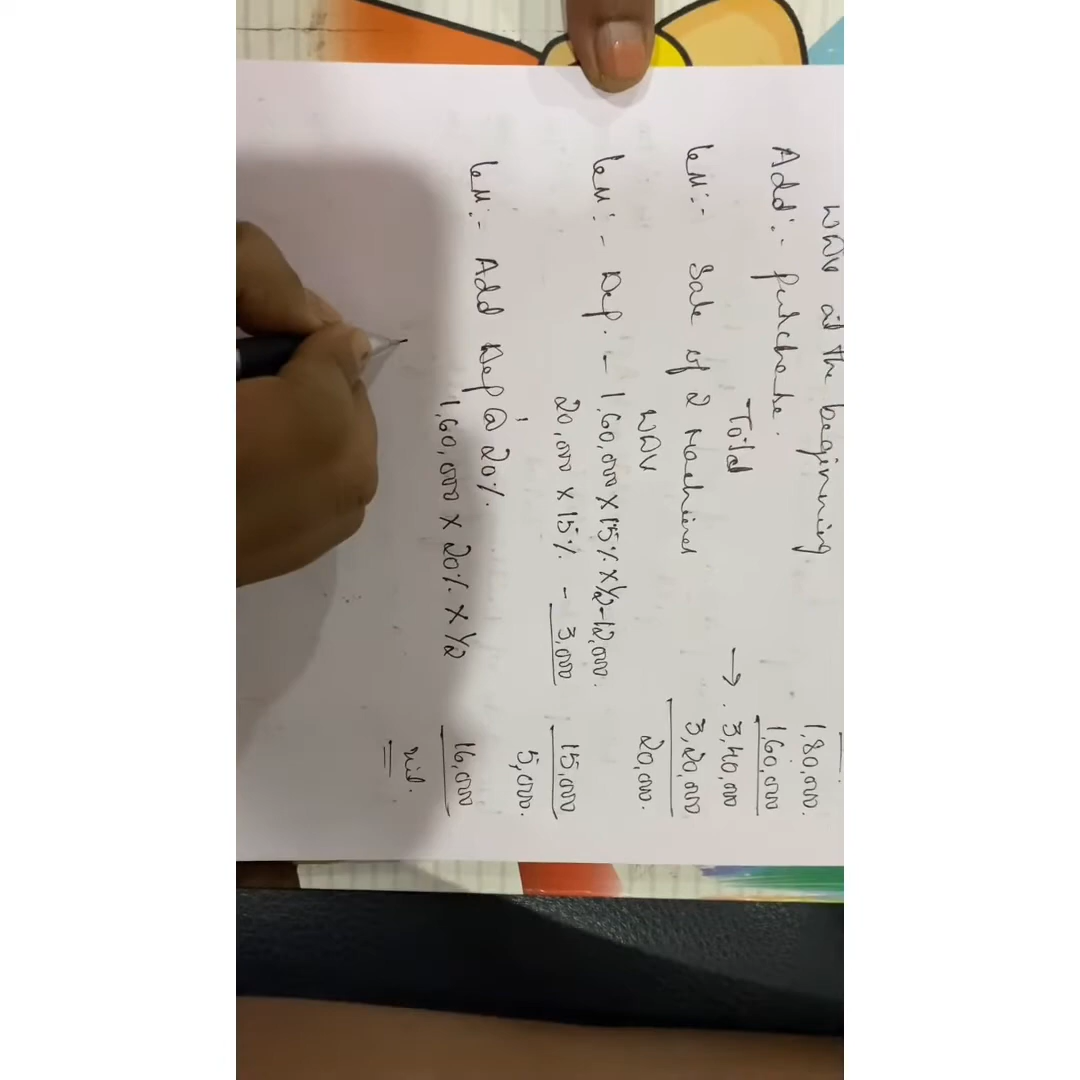 WDV at the beginning 1,80,000.
Add:- purchase. 1,60,000
Total → 3,40,000
Less:- Sale of 2 machines 3,20,000
WDV 20,000.
Less:- Dep. - 1,60,000 x 15% x 1/2 - 12,000.
20,000 x 15% - 3,000 15,000
5,000.
Less:- Add Dep @ 20%.
1,60,000 x 20% x 1/2 16,000
nil.